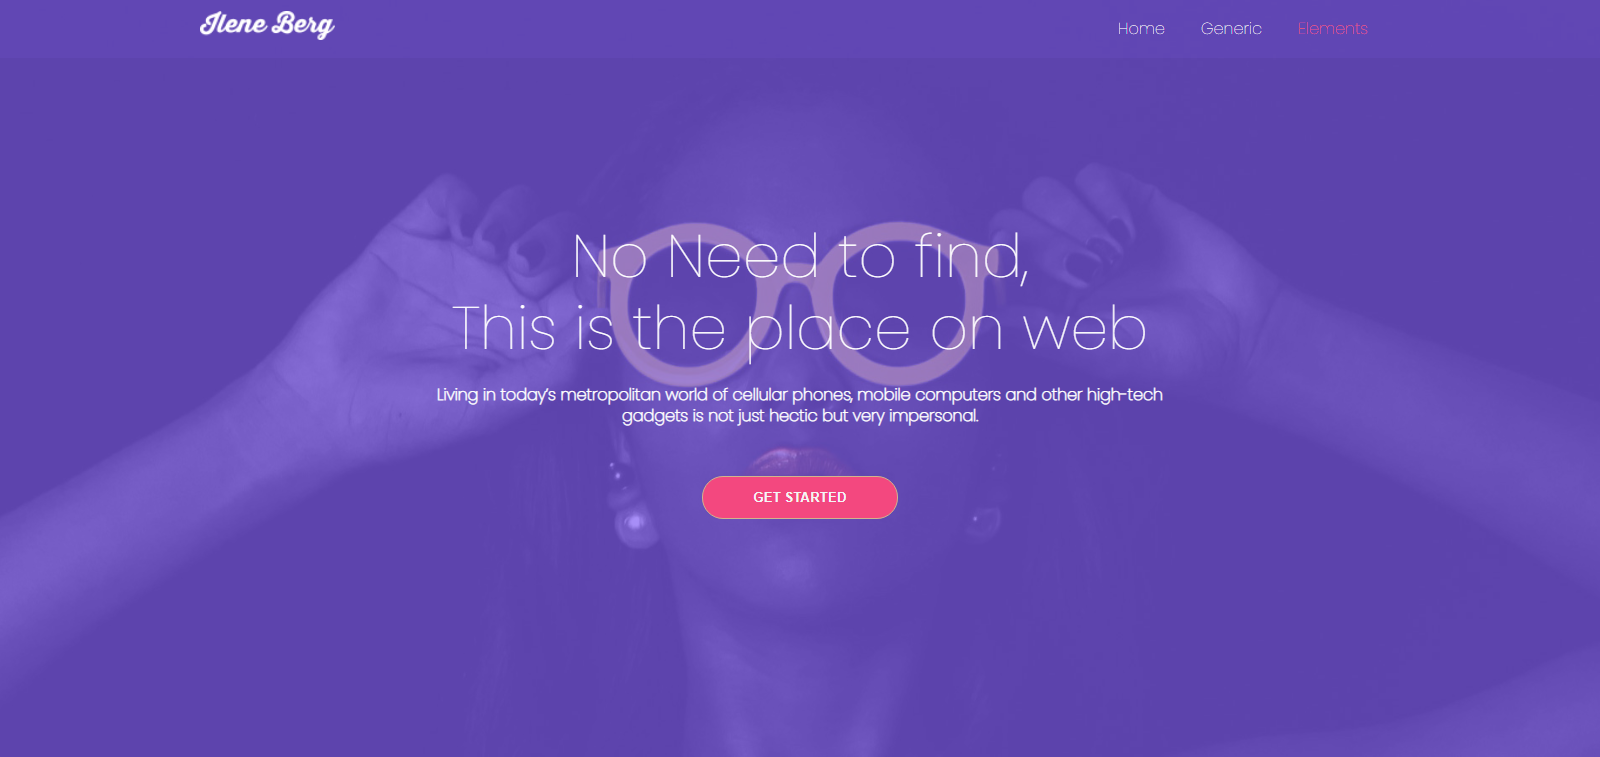 Ilene Berg
Home Generic Elements
No Need to find,
This is the place on web
Living in today's metropolitan world of cellular phones, mobile computers and other high-tech
gadgets is not just hectic but very impersonal.
GET STARTED